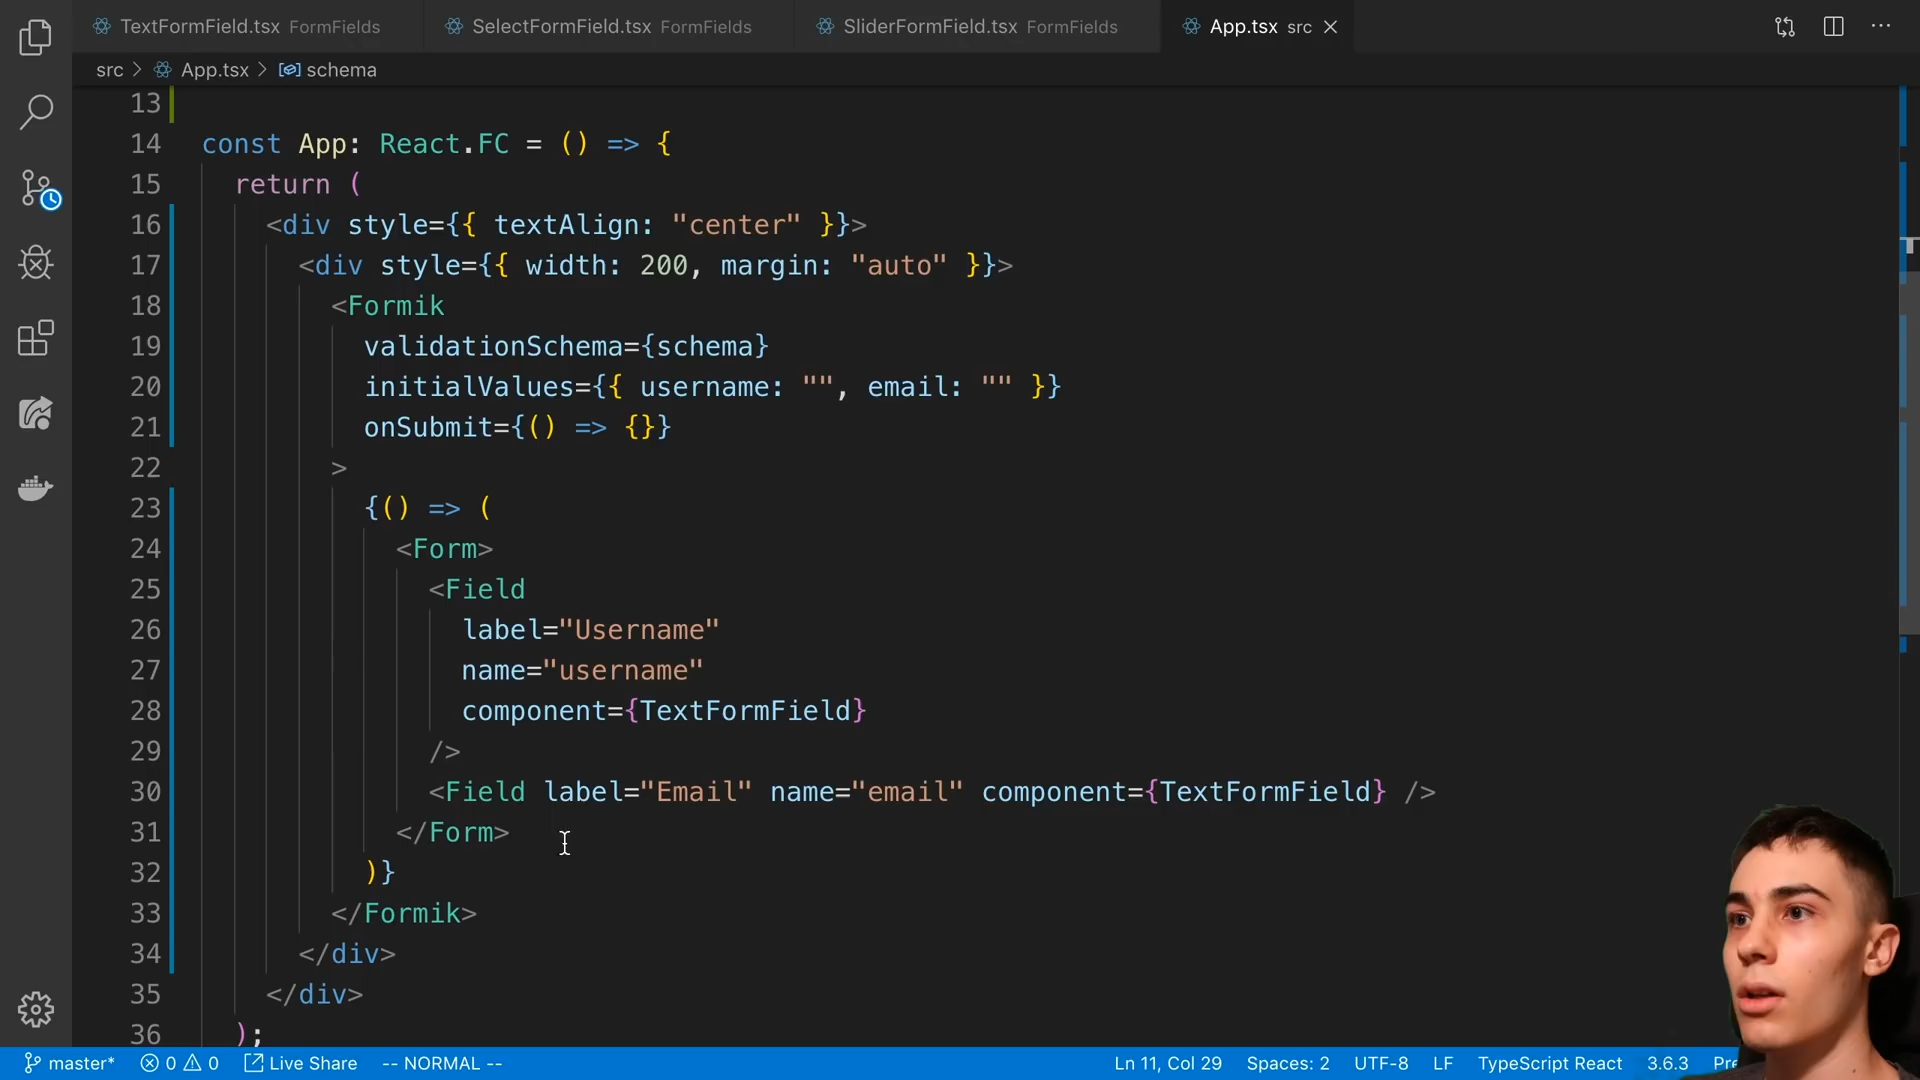 TextFormField.tsx FormFields SelectFormField.tsx FormFields SliderFormField.tsx FormFields App.tsx src
src > App.tsx > schema
13
14 const App: React.FC = () => {
15 return (
16 <div style={{ textAlign: "center" }}>
17 <div style={{ width: 200, margin: "auto" }}>
18 <Formik
19 validationSchema={schema}
20 initialValues={{ username: "", email: "" }}
21 onSubmit={() => {}}
22 >
23 {() => (
24 <Form>
25 <Field
26 label="Username"
27 name="username"
28 component={TextFormField}
29 />
30 <Field label="Email" name="email" component={TextFormField} />
31 </Form>
32 )}
33 </Formik>
34 </div>
35 </div>
36 );
master* 0 0 Live Share -- NORMAL -- Ln 11, Col 29 Spaces: 2 UTF-8 LF TypeScript React 3.6.3